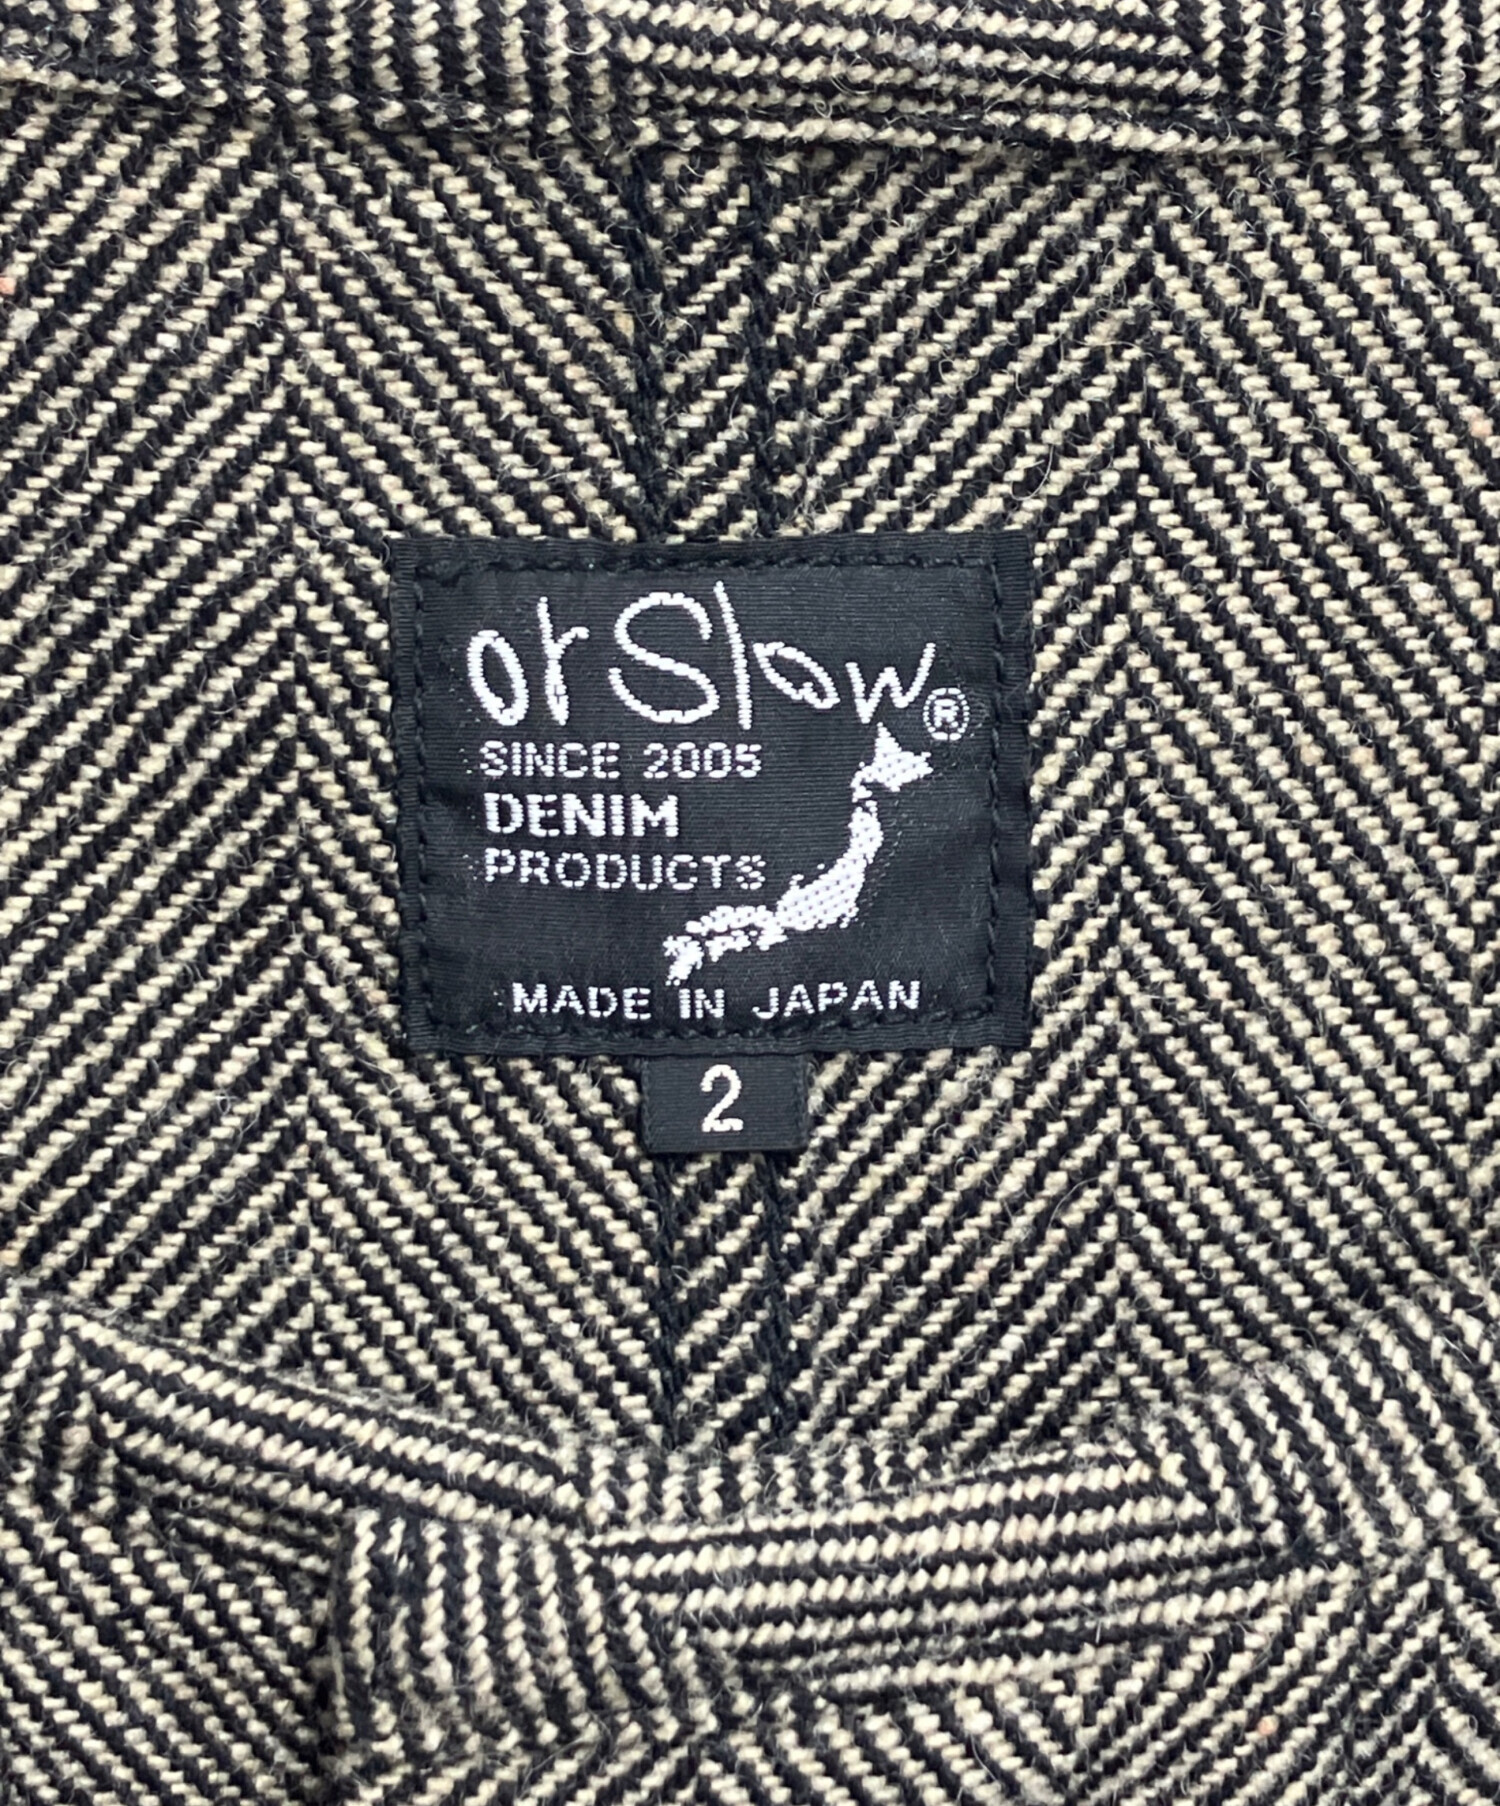 orSlow®
SINCE 2005
DENIM
PRODUCTS
MADE IN JAPAN
2